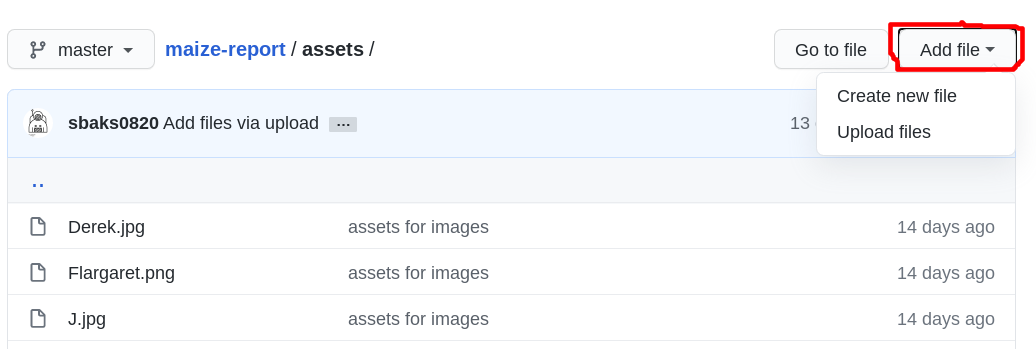 master maize-report / assets / Go to file Add file
Create new file
sbaks0820 Add files via upload ... 13
Upload files
..
Derek.jpg assets for images 14 days ago
Flargaret.png assets for images 14 days ago
J.jpg assets for images 14 days ago